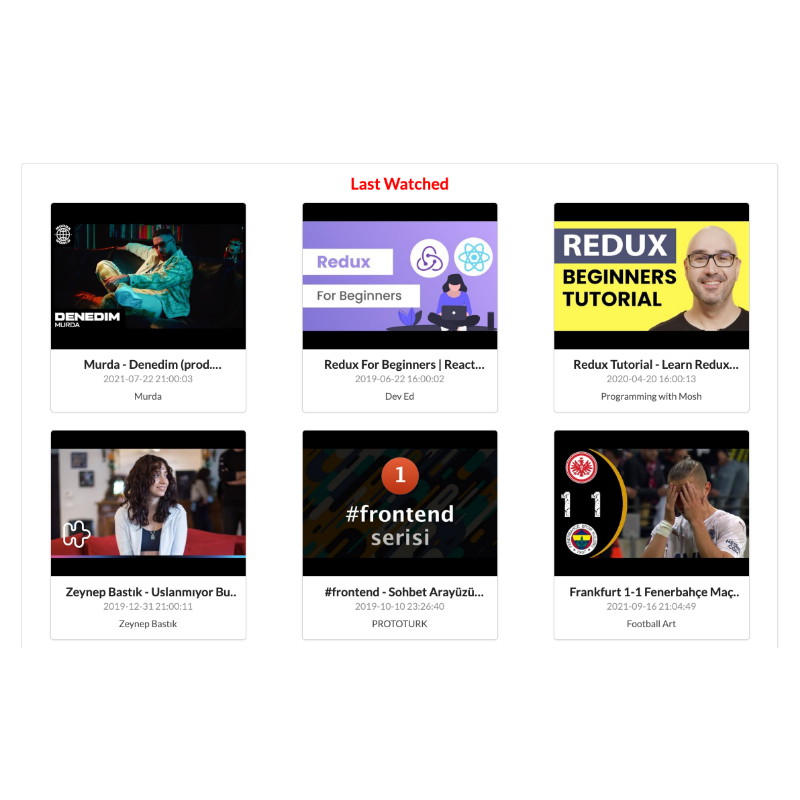 Last Watched
DENEDIM
MURDA
Murda - Denedim (prod....
2021-07-22 21:00:03
Murda
Redux
For Beginners
Redux For Beginners | React...
2019-06-22 16:00:02
Dev Ed
REDUX
BEGINNERS
TUTORIAL
Redux Tutorial - Learn Redux...
2020-04-20 16:00:13
Programming with Mosh
Zeynep Bastık - Uslanmıyor Bu..
2019-12-31 21:00:11
Zeynep Bastık
1
#frontend
serisi
#frontend - Sohbet Arayüzü...
2019-10-10 23:26:40
PROTOTURK
1 1
Frankfurt 1-1 Fenerbahçe Maç..
2021-09-16 21:04:49
Football Art